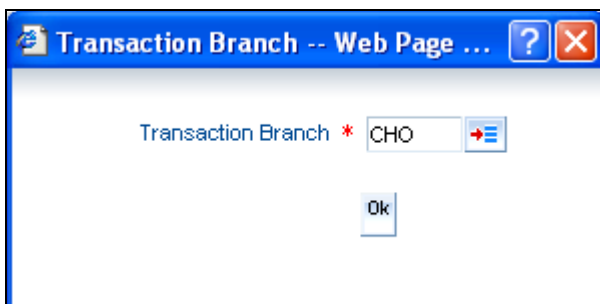 Transaction Branch -- Web Page ...
Transaction Branch * CHO
Ok